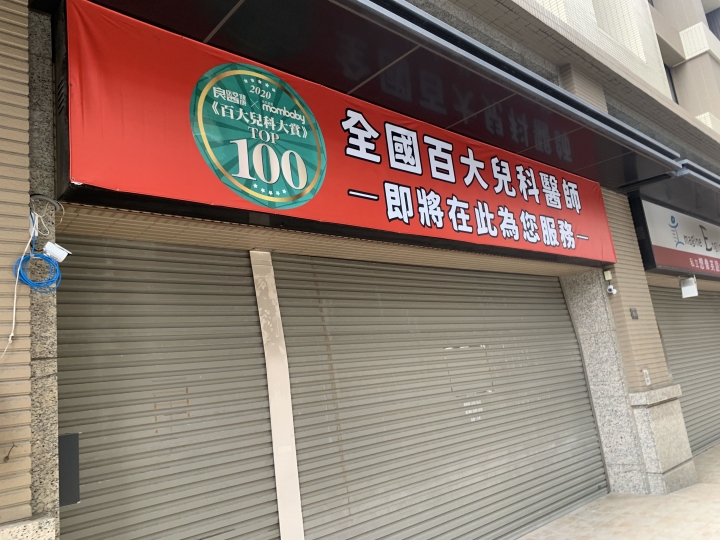 2020
良醫 × mombaby
《百大兒科大賞》
TOP
100
全國百大兒科醫師
—即將在此為您服務—
magine E